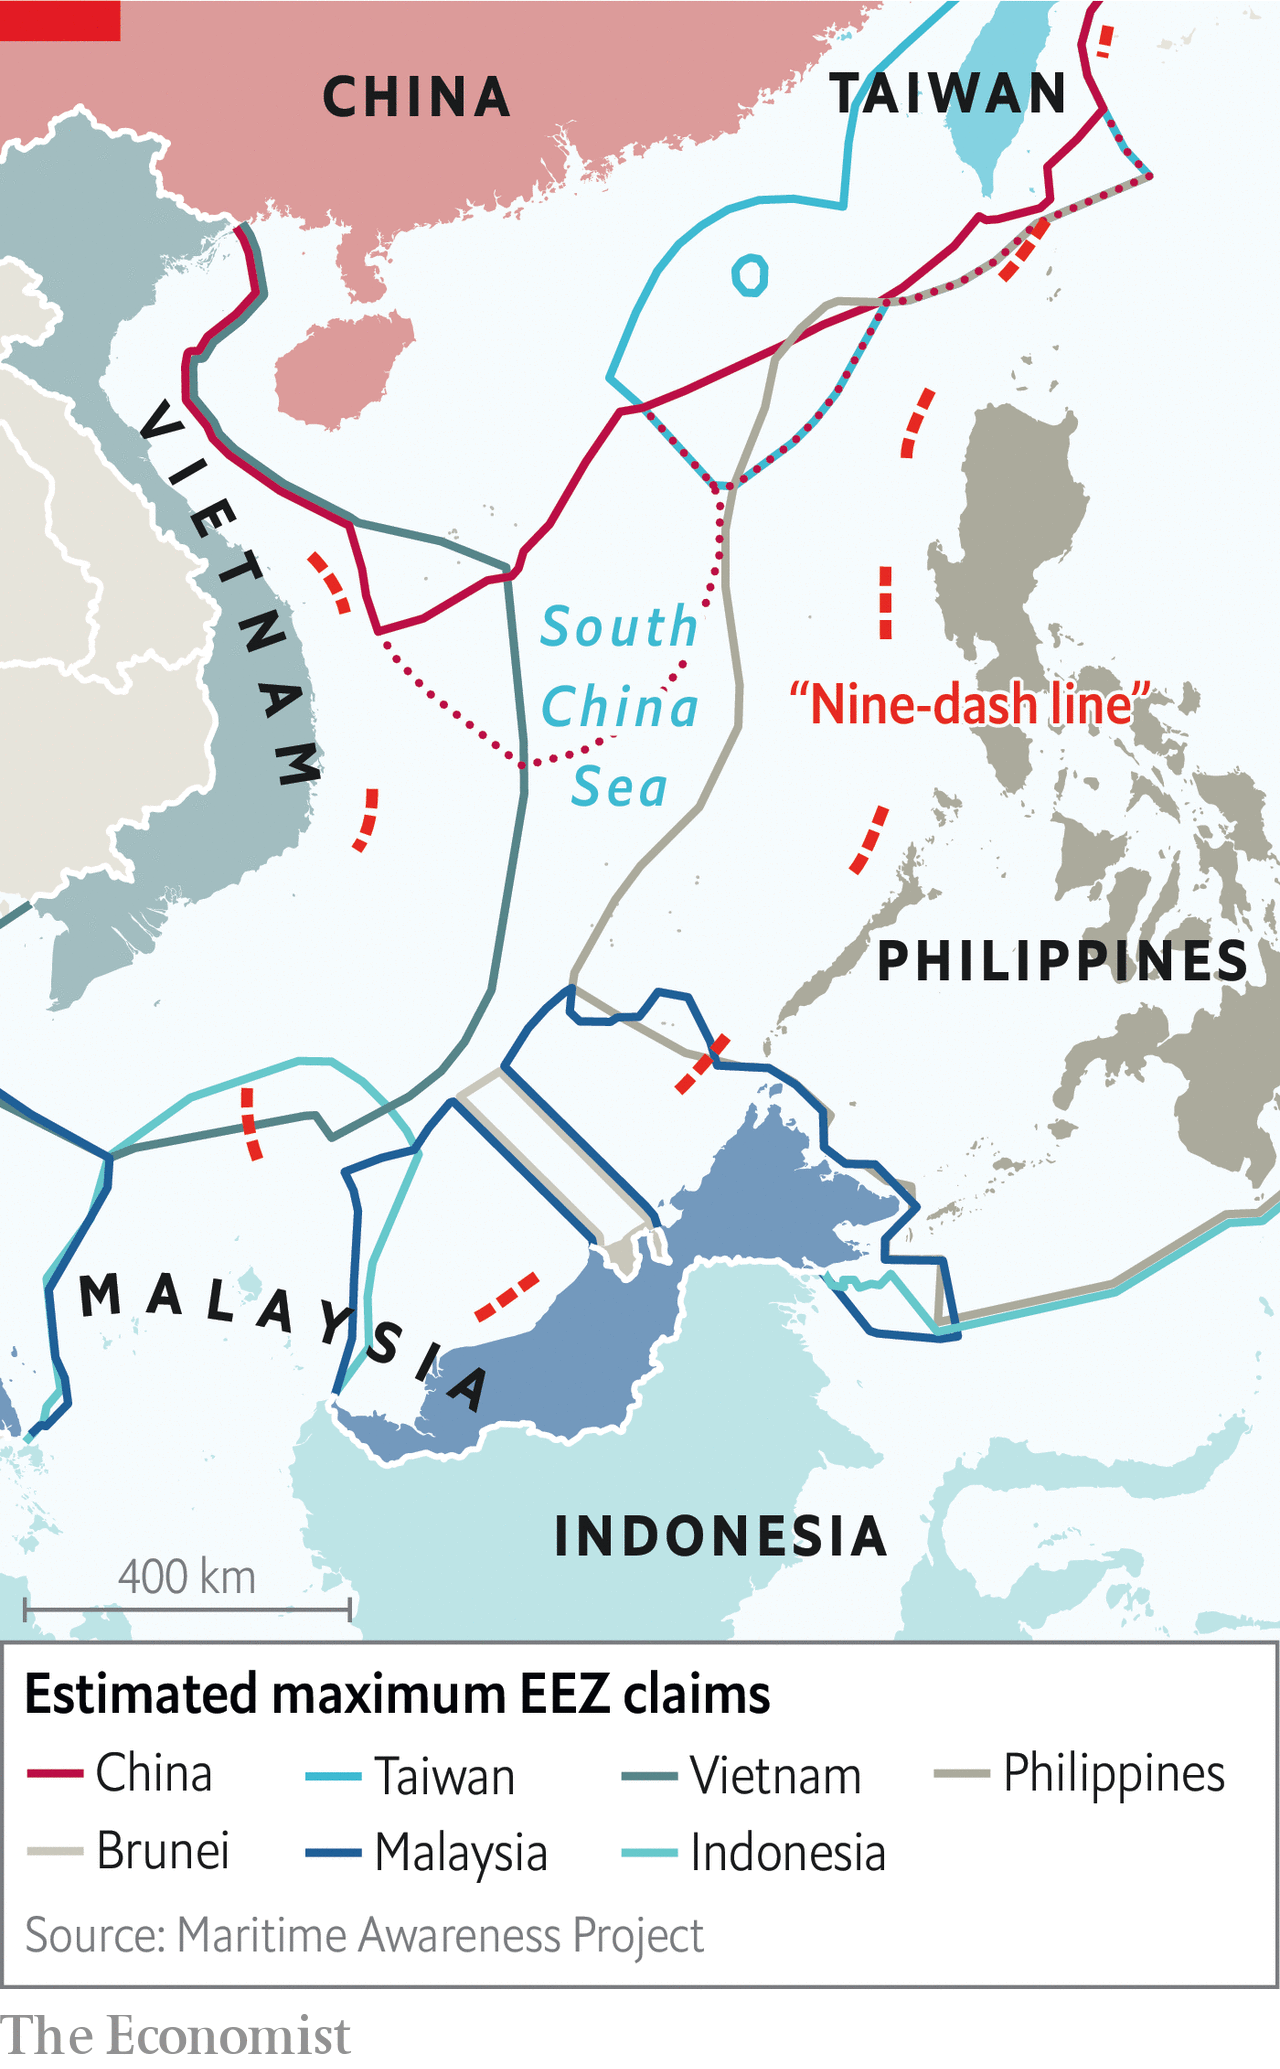 CHINA
TAIWAN
VIETNAM
South
China
Sea
“Nine-dash line”
PHILIPPINES
MALAYSIA
INDONESIA
400 km
Estimated maximum EEZ claims
China Taiwan Vietnam Philippines
Brunei Malaysia Indonesia
Source: Maritime Awareness Project
The Economist